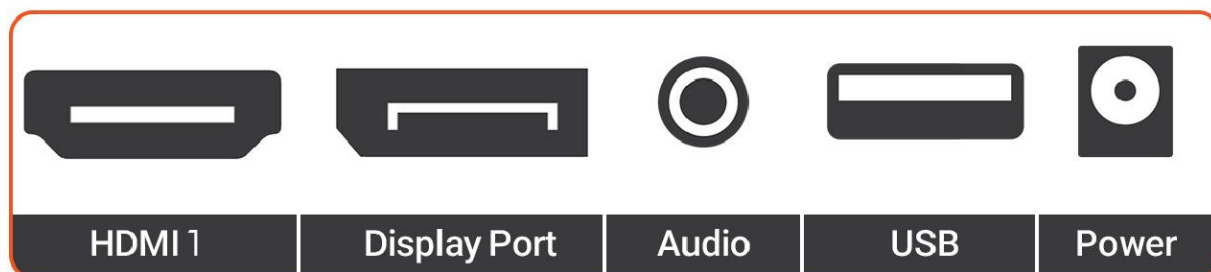 HDMI 1
Display Port
Audio
USB
Power